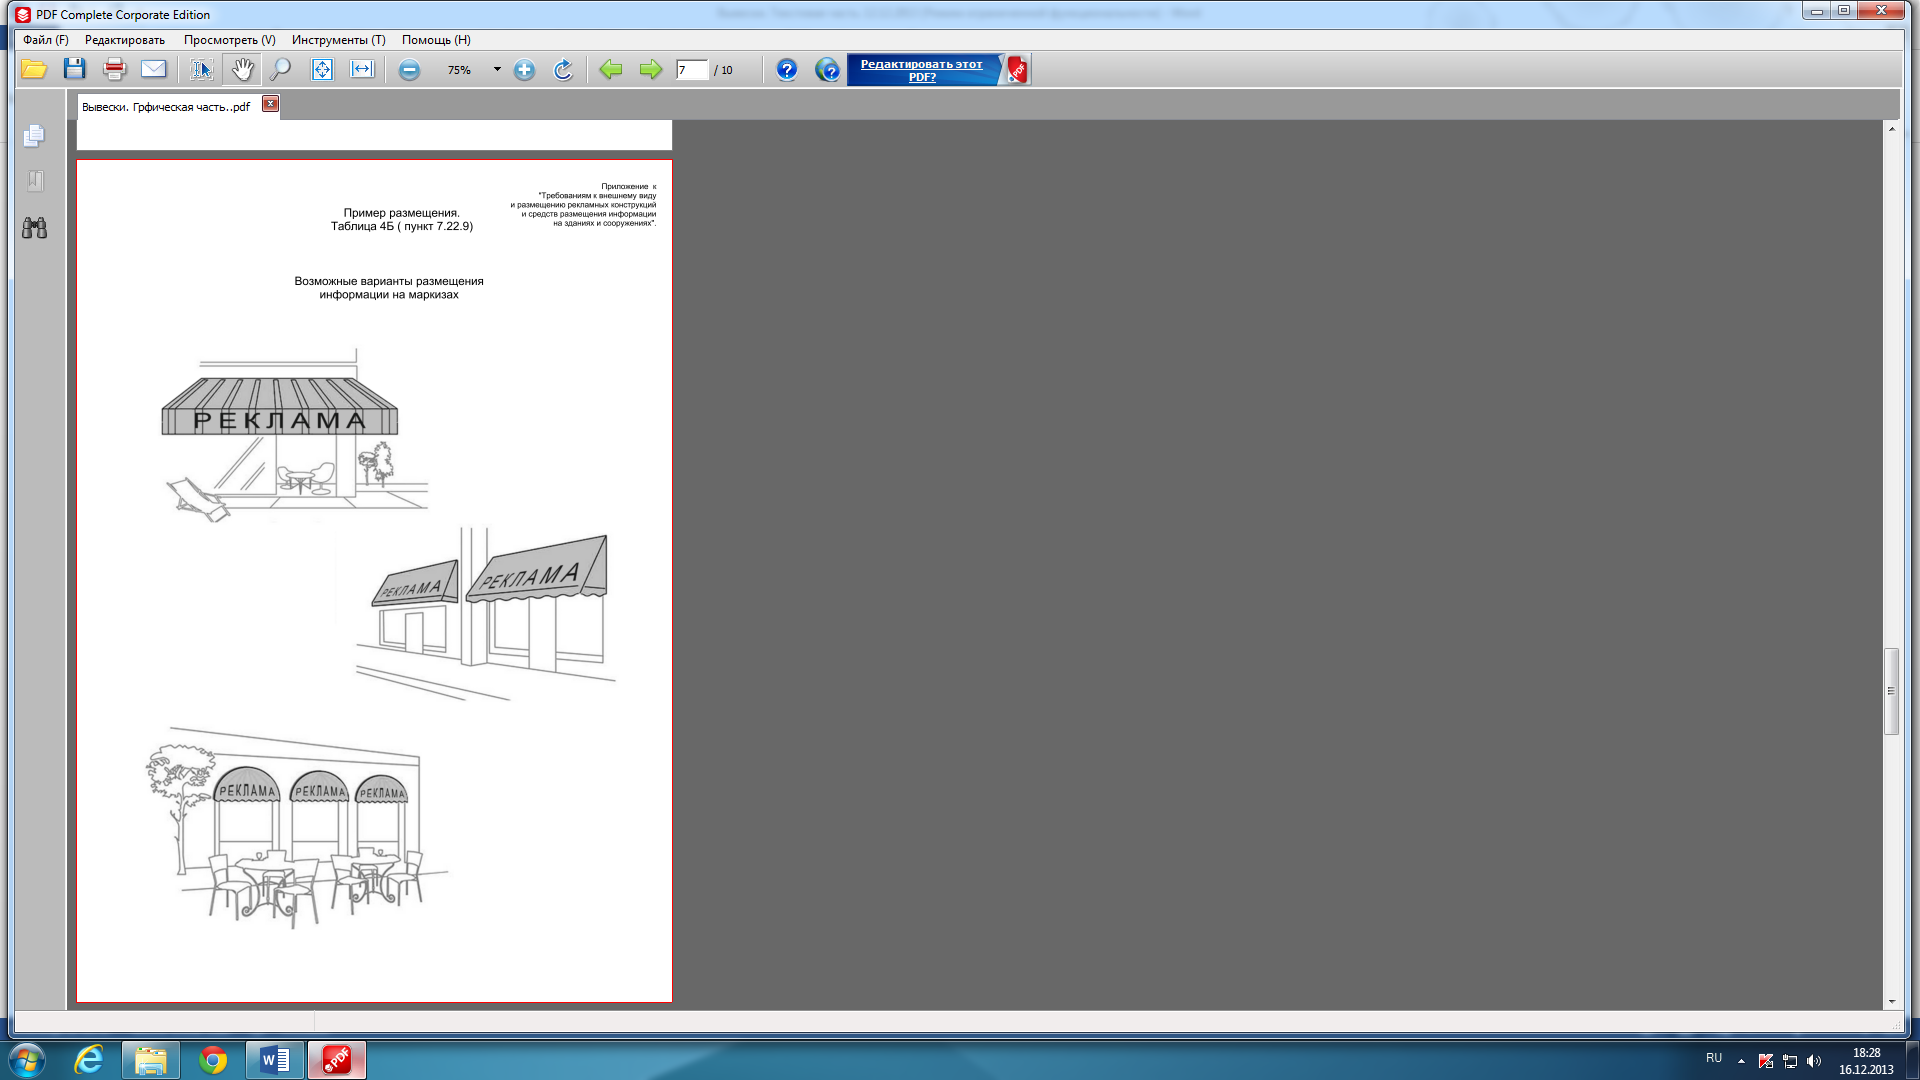 PDF Complete Corporate Edition
Файл (F) Редактировать Просмотреть (V) Инструменты (T) Помощь (H)
75% 7 / 10
Редактировать этот
PDF?
Вывески. Грфическая часть..pdf
Приложение к
"Требованиям к внешнему виду
и размещению рекламных конструкций
и средств размещения информации
на зданиях и сооружениях".
Пример размещения.
Таблица 4Б ( пункт 7.22.9)
Возможные варианты размещения
информации на маркизах
РЕКЛАМА
РЕКЛАМА РЕКЛАМА
РЕКЛАМА РЕКЛАМА РЕКЛАМА
RU
18:28
16.12.2013